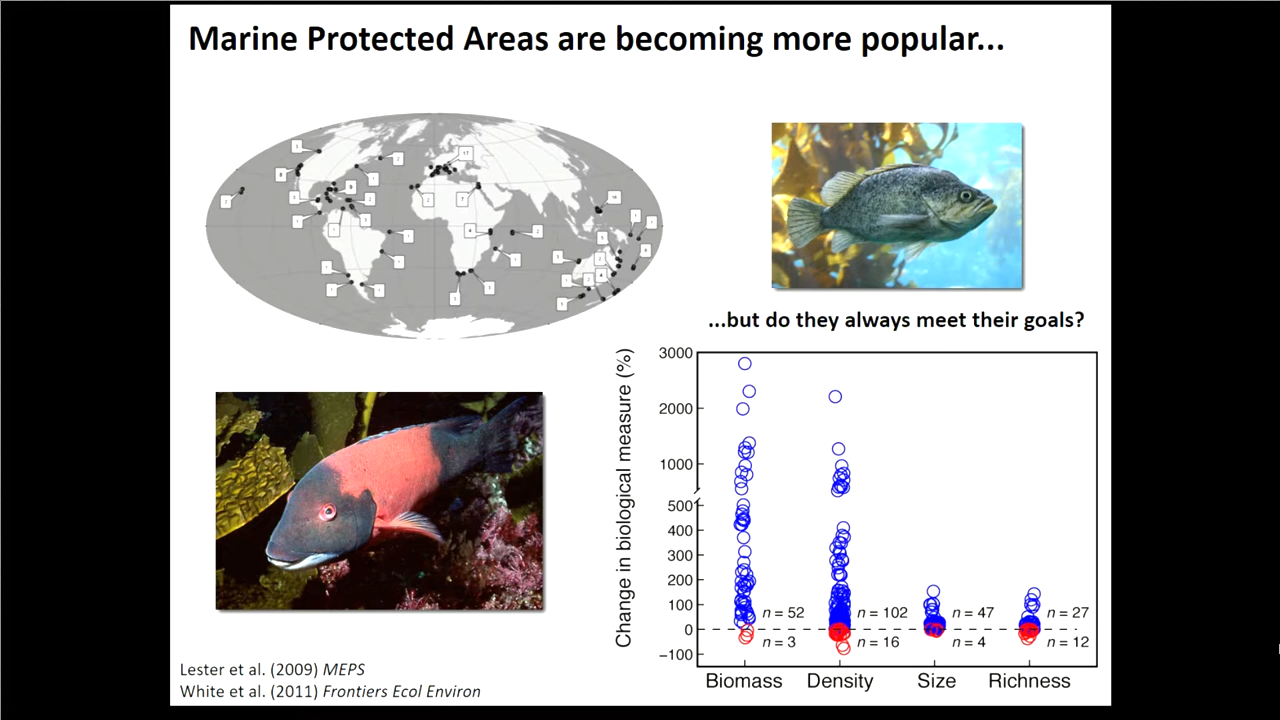 Marine Protected Areas are becoming more popular...
17
...but do they always meet their goals?
Change in biological measure (%)
3000
2000
1000
500
400
300
200
100
0
−100
n = 52
n = 102
n = 47
n = 27
n = 3
n = 16
n = 4
n = 12
Biomass
Density
Size
Richness
Lester et al. (2009) MEPS
White et al. (2011) Frontiers Ecol Environ